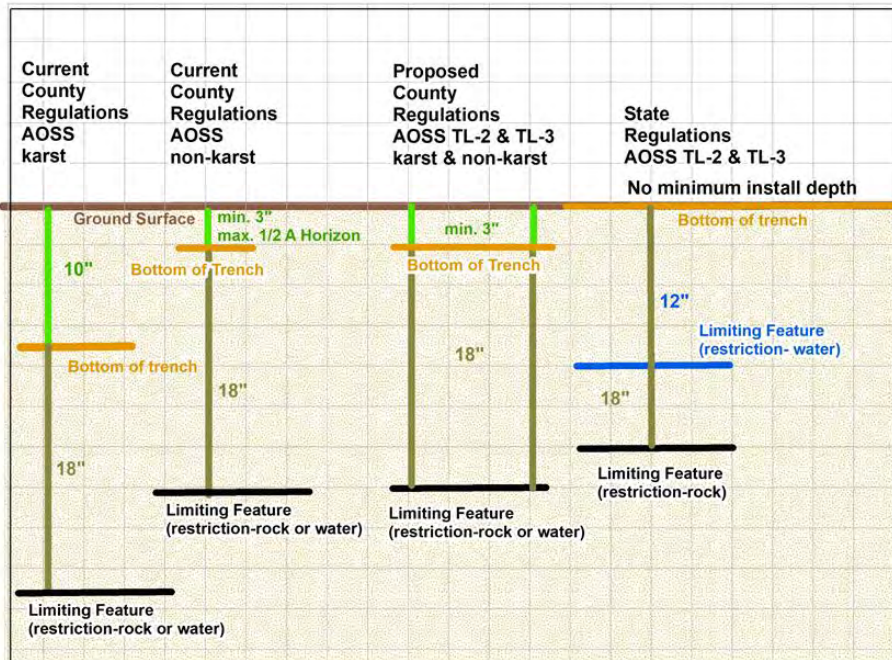 Current
County
Regulations
AOSS
karst
Current
County
Regulations
AOSS
non-karst
Proposed
County
Regulations
AOSS TL-2 & TL-3
karst & non-karst
State
Regulations
AOSS TL-2 & TL-3
No minimum install depth
Ground Surface
10"
Bottom of trench
18"
Limiting Feature
(restriction-rock or water)
min. 3"
max. 1/2 A Horizon
Bottom of Trench
18"
Limiting Feature
(restriction-rock or water)
min. 3"
Bottom of Trench
18"
Limiting Feature
(restriction-rock or water)
Bottom of trench
12"
Limiting Feature
(restriction- water)
18"
Limiting Feature
(restriction-rock)